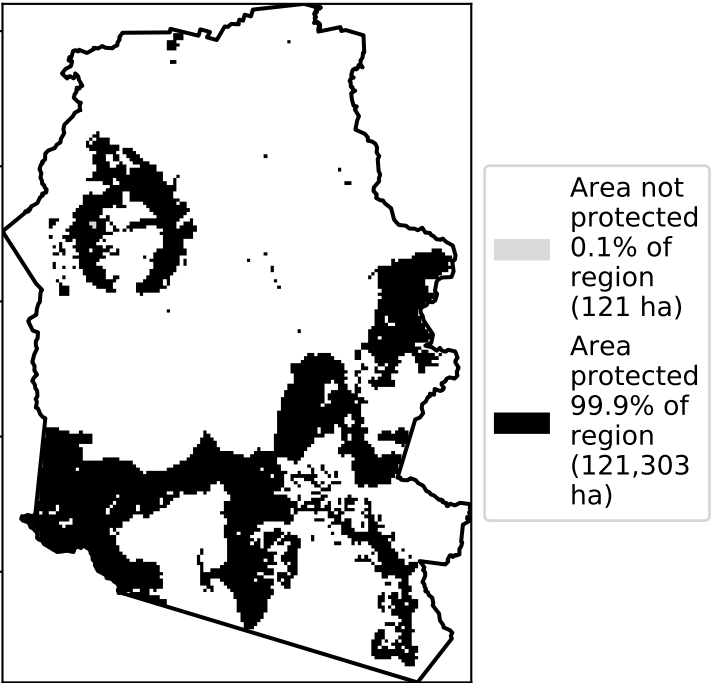 Area not
protected
0.1% of
region
(121 ha)
Area
protected
99.9% of
region
(121,303
ha)